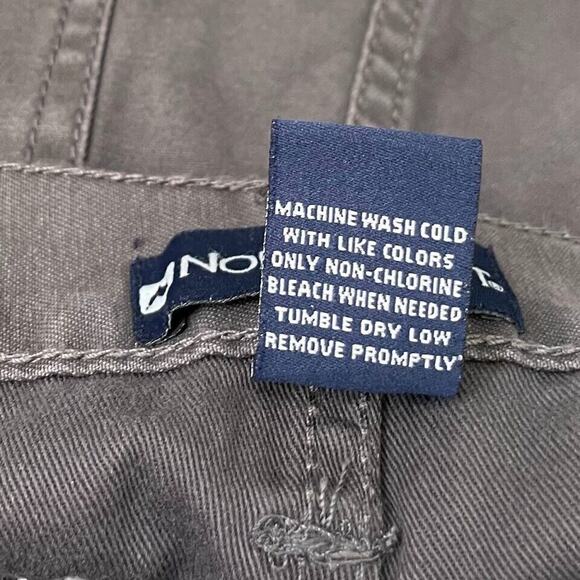 MACHINE WASH COLD
WITH LIKE COLORS
ONLY NON-CHLORINE
BLEACH WHEN NEEDED
TUMBLE DRY LOW
REMOVE PROMPTLY